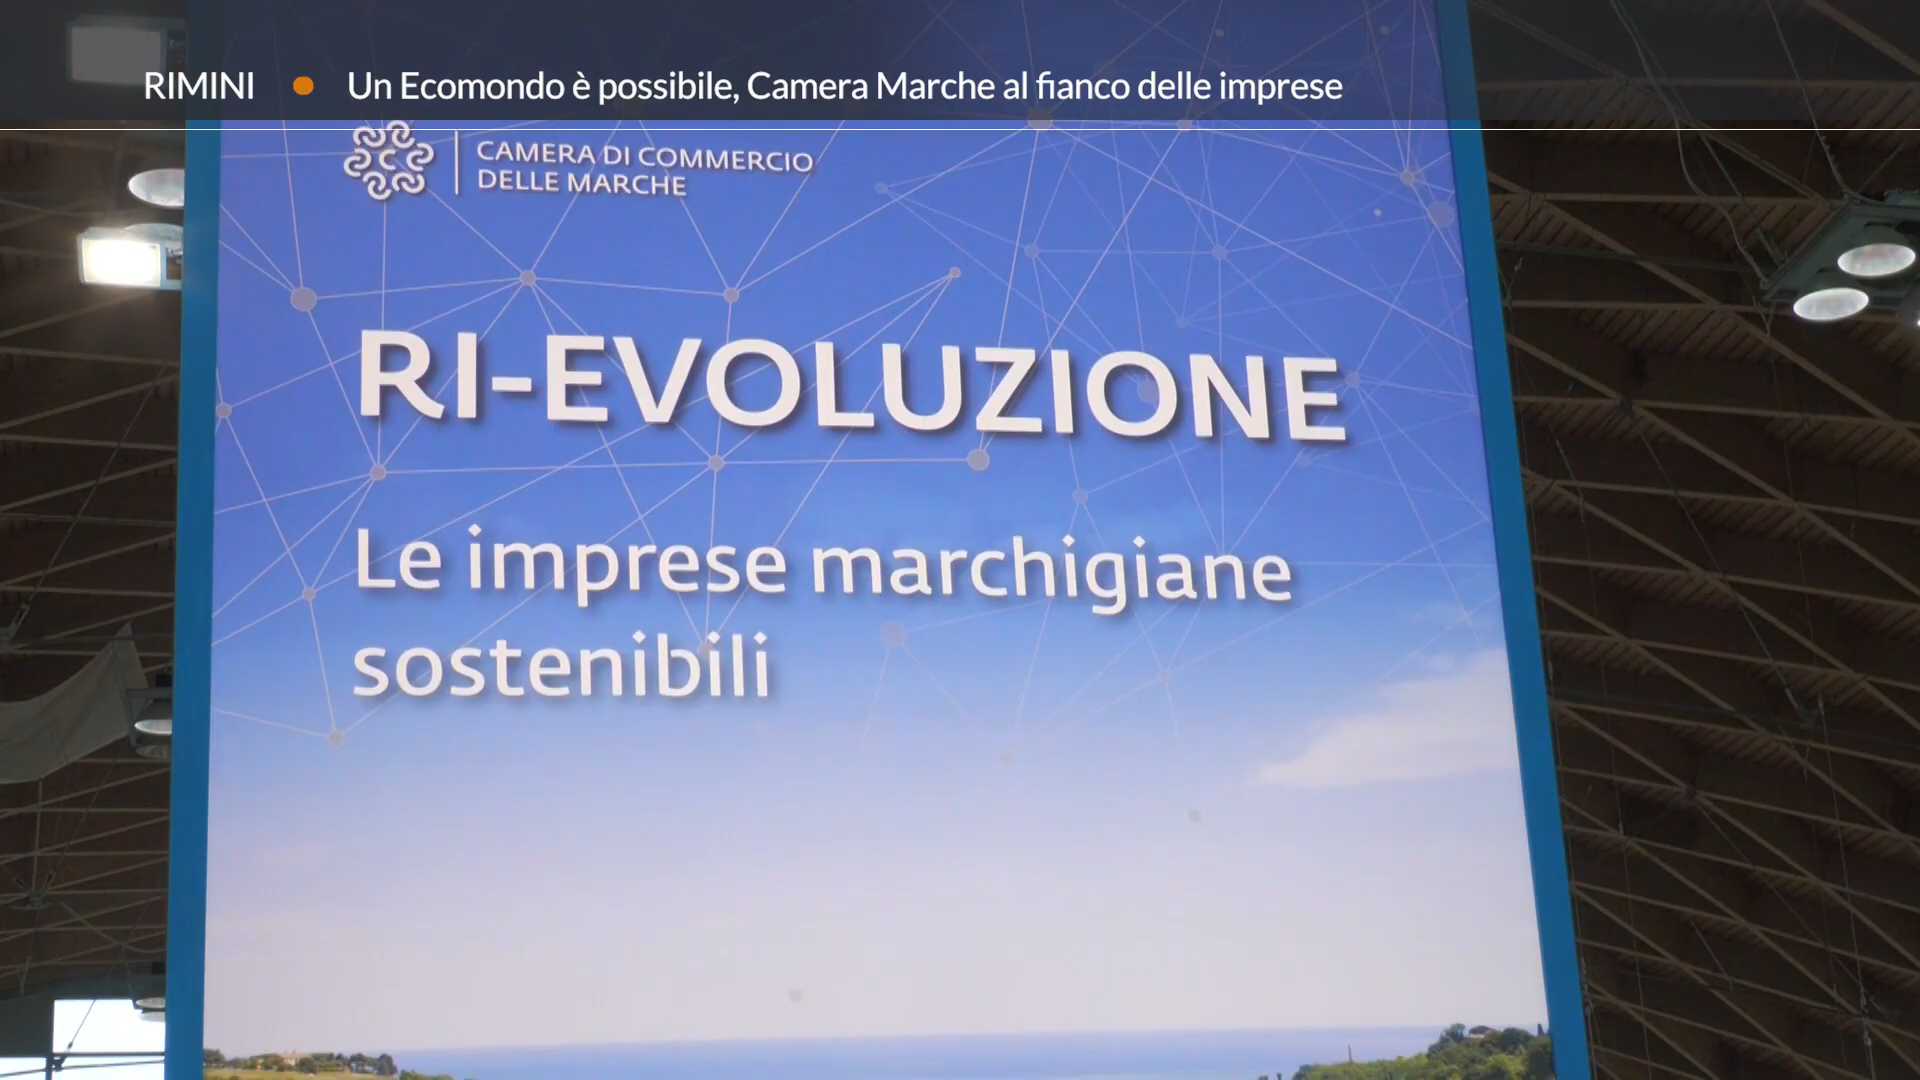 RIMINI • Un Ecomondo è possibile, Camera Marche al fianco delle imprese
CAMERA DI COMMERCIO
DELLE MARCHE
RI-EVOLUZIONE
Le imprese marchigiane
sostenibili